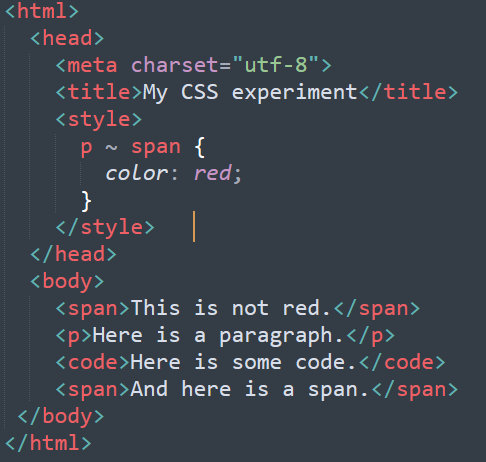 <html>
<head>
<meta charset="utf-8">
<title>My CSS experiment</title>
<style>
p ~ span {
color: red;
}
</style>
</head>
<body>
<span>This is not red.</span>
<p>Here is a paragraph.</p>
<code>Here is some code.</code>
<span>And here is a span.</span>
</body>
</html>